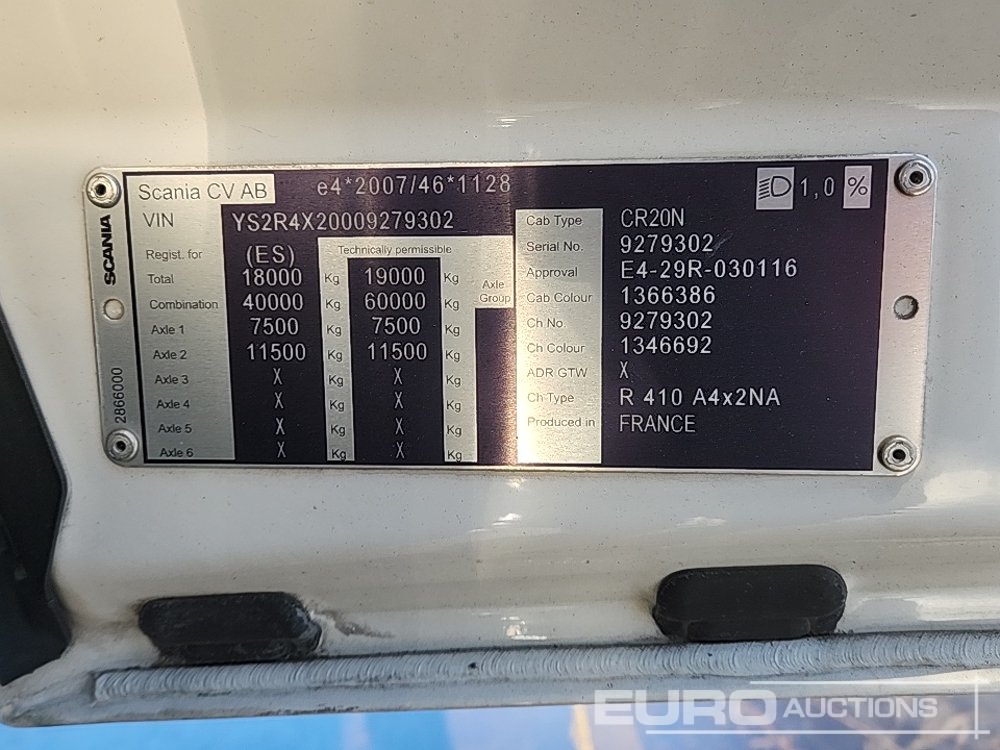 Scania CV AB e4*2007/46*1128 1,0 %
VIN YS2R4X20009279302
Regist. for (ES) Technically permissible
Total 18000 Kg 19000 Kg Axle Group
Combination 40000 Kg 60000 Kg
Axle 1 7500 Kg 7500 Kg
Axle 2 11500 Kg 11500 Kg
Axle 3 X Kg X Kg
Axle 4 X Kg X Kg
Axle 5 X Kg X Kg
Axle 6 X Kg X Kg
Cab Type CR20N
Serial No. 9279302
Approval E4-29R-030116
Cab Colour 1366386
Ch No. 9279302
Ch Colour 1346692
ADR GTW X
Ch Type R 410 A4x2NA
Produced in FRANCE
SCANIA
2866000
EURO AUCTIONS